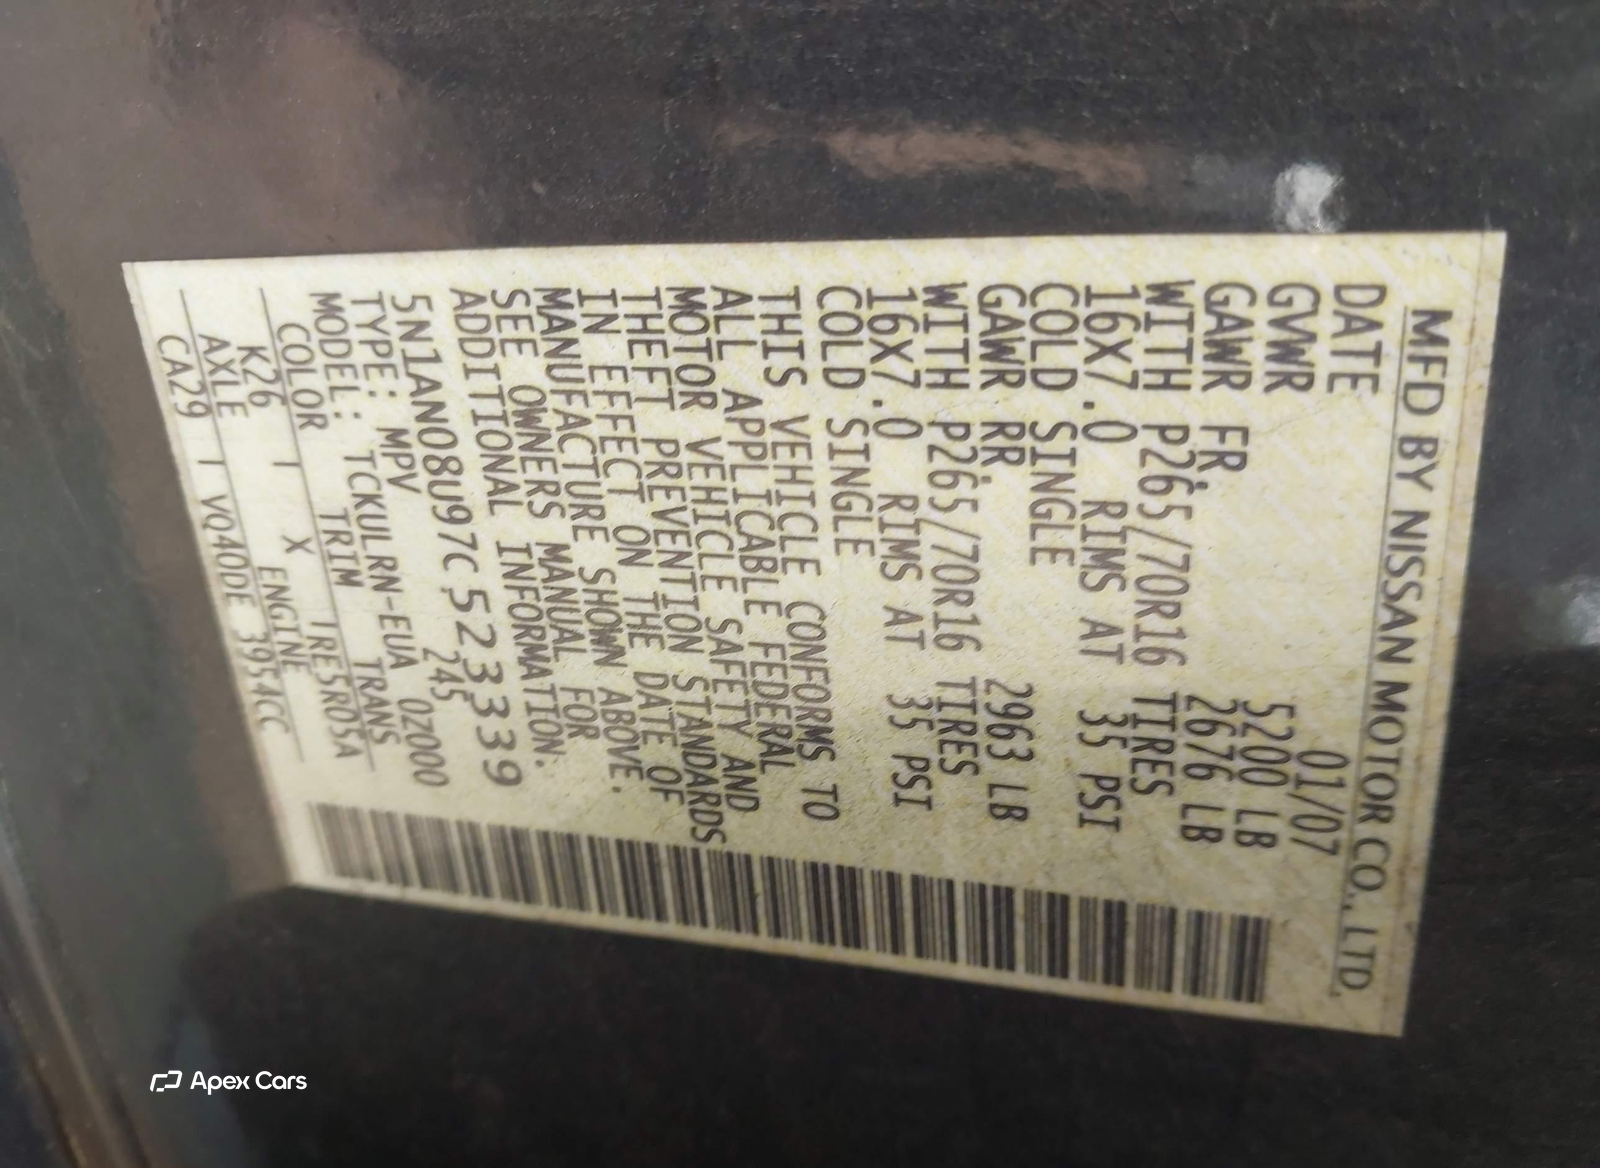 MFD BY NISSAN MOTOR CO., LTD.
DATE 01/07
GVWR 5200 LB
GAWR FR. 2676 LB
WITH P265/70R16 TIRES
16X7.0 RIMS AT 35 PSI
COLD SINGLE
GAWR RR. 2963 LB
WITH P265/70R16 TIRES
16X7.0 RIMS AT 35 PSI
COLD SINGLE
THIS VEHICLE CONFORMS TO
ALL APPLICABLE FEDERAL
MOTOR VEHICLE SAFETY AND
THEFT PREVENTION STANDARDS
IN EFFECT ON THE DATE OF
MANUFACTURE SHOWN ABOVE.
SEE OWNERS MANUAL FOR
ADDITIONAL INFORMATION.
5N1AN08U97C523339
TYPE: MPV 245
MODEL: TCKULRN-EUA 0Z000
COLOR TRIM TRANS
K26 I X I RE5R05A
AXLE ENGINE
CA29 I VQ40DE 3954CC
Apex Cars